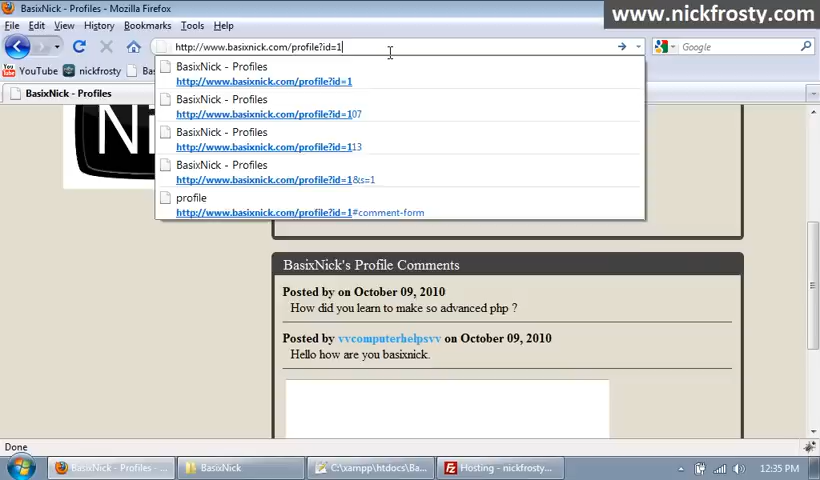 BasixNick - Profiles - Mozilla Firefox
www.nickfrosty.com
File Edit View History Bookmarks Tools Help
http://www.basixnick.com/profile?id=1
Google
YouTube nickfrosty
BasixNick - Profiles
BasixNick - Profiles
http://www.basixnick.com/profile?id=1
BasixNick - Profiles
http://www.basixnick.com/profile?id=107
BasixNick - Profiles
http://www.basixnick.com/profile?id=113
BasixNick - Profiles
http://www.basixnick.com/profile?id=1&s=1
profile
http://www.basixnick.com/profile?id=1#comment-form
BasixNick's Profile Comments
Posted by on October 09, 2010
How did you learn to make so advanced php ?
Posted by vvcomputerhelpsvv on October 09, 2010
Hello how are you basixnick.
Done
BasixNick - Profiles - ...
BasixNick
C:\xampp\htdocs\Ba...
Hosting - nickfrosty...
12:35 PM